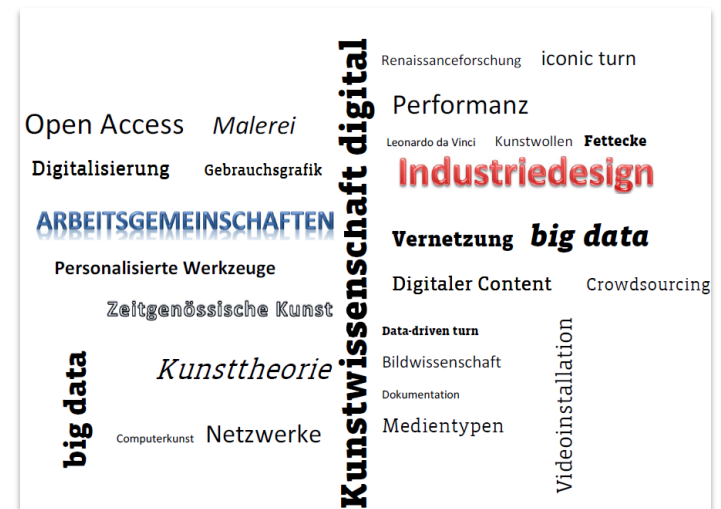 Open Access Malerei
Digitalisierung Gebrauchsgrafik
ARBEITSGEMEINSCHAFTEN
Personalisierte Werkzeuge
Zeitgenössische Kunst
Kunsttheorie
big data
Computerkunst Netzwerke
Kunstwissenschaft digital
Renaissanceforschung iconic turn
Performanz
Leonardo da Vinci Kunstwollen Fettecke
Industriedesign
Vernetzung big data
Digitaler Content Crowdsourcing
Data-driven turn
Bildwissenschaft
Dokumentation
Medientypen
Videoinstallation